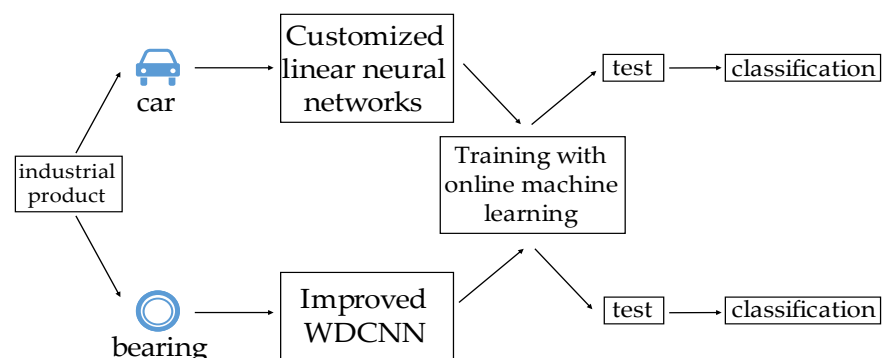 industrial
product
car
Customized
linear neural
networks
bearing
Improved
WDCNN
Training with
online machine
learning
test
classification
test
classification